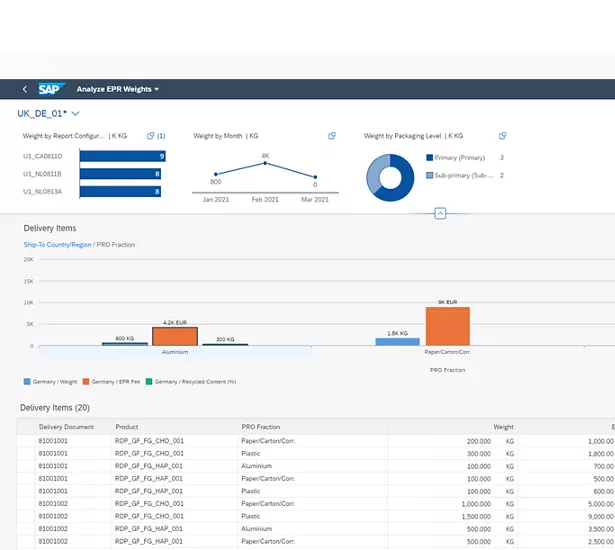 SAP Analyze EPR Weights
UK_DE_01*
Weight by Report Configur... | K KG (1)
U1_CA0811D 9
U1_NL0811B 8
U1_NL0813A 8
Weight by Month | KG
800 4K 0
Jan 2021 Feb 2021 Mar 2021
Weight by Packaging Level | K KG
Primary (Primary) 3
Sub-primary (Sub-... 2
Delivery Items
Ship-To Country/Region / PRO Fraction
20K
15K
10K
5K
0
600 KG 4.2K EUR 300 KG
1.8K KG 9K EUR
Aluminium Paper/Carton/Corr.
PRO Fraction
Germany / Weight Germany / EPR Fee Germany / Recycled Content (%)
Delivery Items (20)
Delivery Document Product PRO Fraction Weight E
81001001 RDP_GF_FG_CHO_001 Paper/Carton/Corr. 200.000 KG 1,000.00
81001001 RDP_GF_FG_CHO_001 Plastic 300.000 KG 1,800.00
81001001 RDP_GF_FG_HAP_001 Aluminium 100.000 KG 700.00
81001001 RDP_GF_FG_HAP_001 Paper/Carton/Corr. 100.000 KG 500.00
81001001 RDP_GF_FG_HAP_001 Plastic 100.000 KG 600.00
81001002 RDP_GF_FG_CHO_001 Paper/Carton/Corr. 1,000.000 KG 5,000.00
81001002 RDP_GF_FG_CHO_001 Plastic 1,500.000 KG 9,000.00
81001002 RDP_GF_FG_HAP_001 Aluminium 500.000 KG 3,500.00
81001002 RDP_GF_FG_HAP_001 Paper/Carton/Corr. 500.000 KG 2,500.00